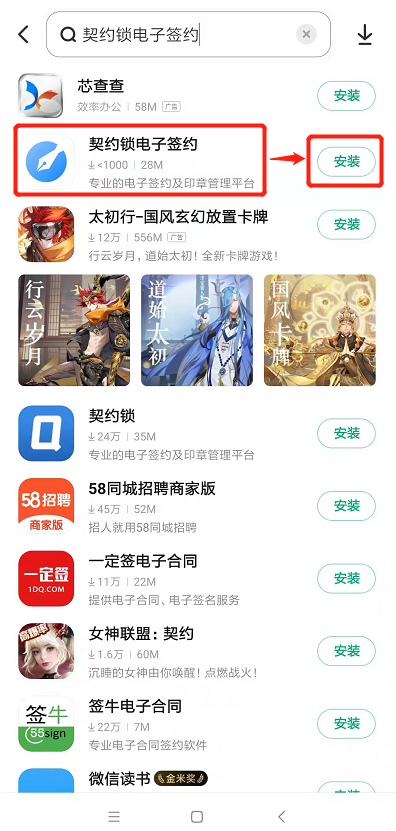 契约锁电子签约
芯查查
效率办公 | 58M 广告
安装
契约锁电子签约
<1000 | 28M
专业的电子签约及印章管理平台
安装
太初行-国风玄幻放置卡牌
12万 | 556M 广告
行云岁月，道始太初！全新卡牌游戏！
安装
行云岁月
道始太初
国风卡牌
契约锁
24万 | 35M
专业的电子签约及印章管理平台
安装
58同城招聘商家版
45万 | 52M
招人就用58同城招聘
安装
58招聘
商家版
一定签电子合同
11万 | 22M
提供电子合同、电子签名服务
安装
一定签
1DQ.COM
女神联盟：契约
1.6万 | 60M
沉睡的女神由你唤醒！点燃战火！
安装
高爆率
签牛电子合同
22万 | 7M
专业电子合同签约软件
安装
签牛
55sign
微信读书 金米奖